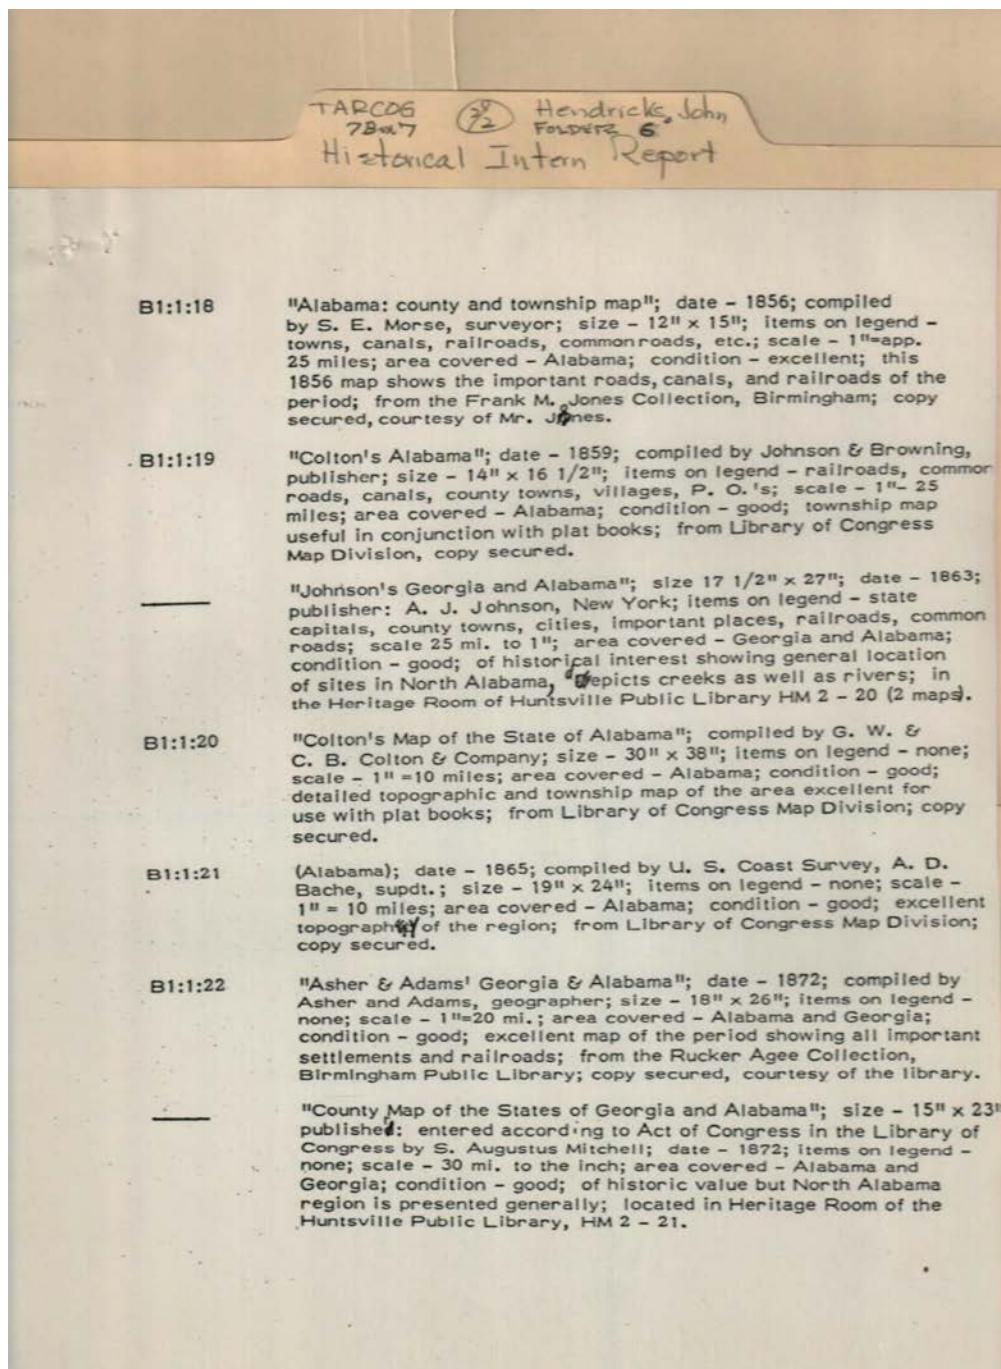 TARCOG 29/72 Hendricks, John
7Box7 FOLDER 6
Historical Intern Report
B1:1:18 "Alabama: county and township map"; date - 1856; compiled
by S. E. Morse, surveyor; size - 12" x 15"; items on legend -
towns, canals, railroads, common roads, etc.; scale - 1"=app.
25 miles; area covered - Alabama; condition - excellent; this
1856 map shows the important roads, canals, and railroads of the
period; from the Frank M. Jones Collection, Birmingham; copy
secured, courtesy of Mr. Jones.
B1:1:19 "Colton's Alabama"; date - 1859; compiled by Johnson & Browning,
publisher; size - 14" x 16 1/2"; items on legend - railroads, common
roads, canals, county towns, villages, P. O.'s; scale - 1"- 25
miles; area covered - Alabama; condition - good; township map
useful in conjunction with plat books; from Library of Congress
Map Division, copy secured.
"Johnson's Georgia and Alabama"; size 17 1/2" x 27"; date - 1863;
publisher: A. J. Johnson, New York; items on legend - state
capitals, county towns, cities, important places, railroads, common
roads; scale 25 mi. to 1"; area covered - Georgia and Alabama;
condition - good; of historical interest showing general location
of sites in North Alabama, depicts creeks as well as rivers; in
the Heritage Room of Huntsville Public Library HM 2 - 20 (2 maps).
B1:1:20 "Colton's Map of the State of Alabama"; compiled by G. W. &
C. B. Colton & Company; size - 30" x 38"; items on legend - none;
scale - 1" =10 miles; area covered - Alabama; condition - good;
detailed topographic and township map of the area excellent for
use with plat books; from Library of Congress Map Division; copy
secured.
B1:1:21 (Alabama); date - 1865; compiled by U. S. Coast Survey, A. D.
Bache, supdt.; size - 19" x 24"; items on legend - none; scale -
1" = 10 miles; area covered - Alabama; condition - good; excellent
topography of the region; from Library of Congress Map Division;
copy secured.
B1:1:22 "Asher & Adams' Georgia & Alabama"; date - 1872; compiled by
Asher and Adams, geographer; size - 18" x 26"; items on legend -
none; scale - 1"=20 mi.; area covered - Alabama and Georgia;
condition - good; excellent map of the period showing all important
settlements and railroads; from the Rucker Agee Collection,
Birmingham Public Library; copy secured, courtesy of the library.
"County Map of the States of Georgia and Alabama"; size - 15" x 23"
published: entered according to Act of Congress in the Library of
Congress by S. Augustus Mitchell; date - 1872; items on legend -
none; scale - 30 mi. to the inch; area covered - Alabama and
Georgia; condition - good; of historic value but North Alabama
region is presented generally; located in Heritage Room of the
Huntsville Public Library, HM 2 - 21.